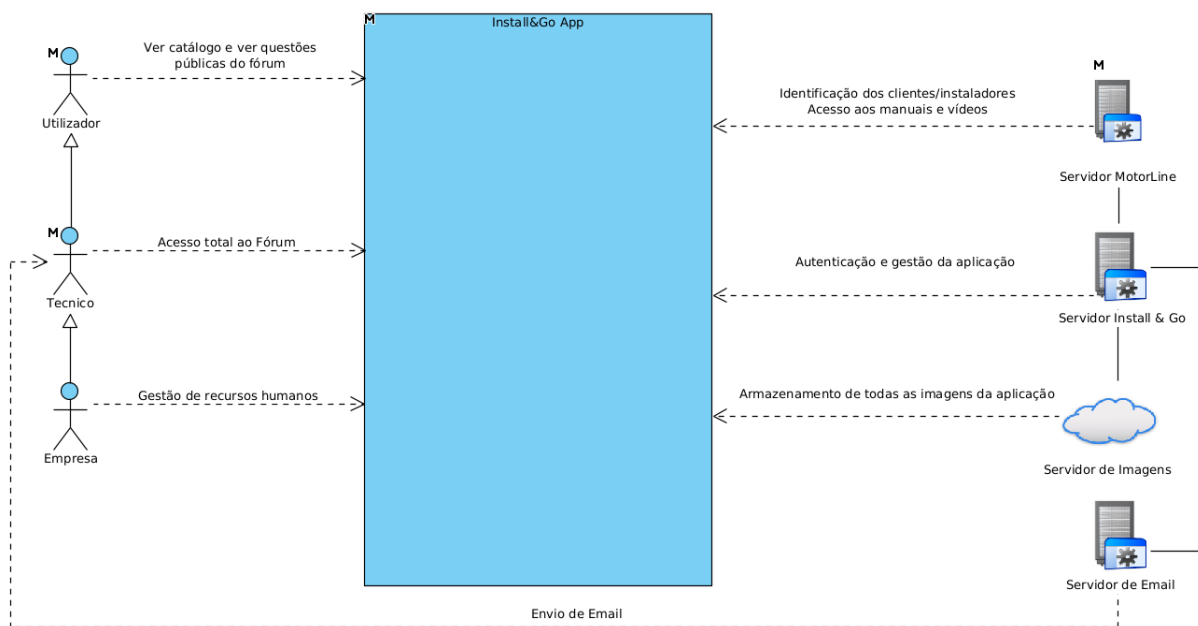 M
Install&Go App
M
Ver catálogo e ver questões
públicas do fórum
Utilizador
M
Identificação dos clientes/instaladores
Acesso aos manuais e vídeos
Servidor MotorLine
M
Acesso total ao Fórum
Tecnico
Autenticação e gestão da aplicação
Servidor Install & Go
Gestão de recursos humanos
Empresa
Armazenamento de todas as imagens da aplicação
Servidor de Imagens
Servidor de Email
Envio de Email